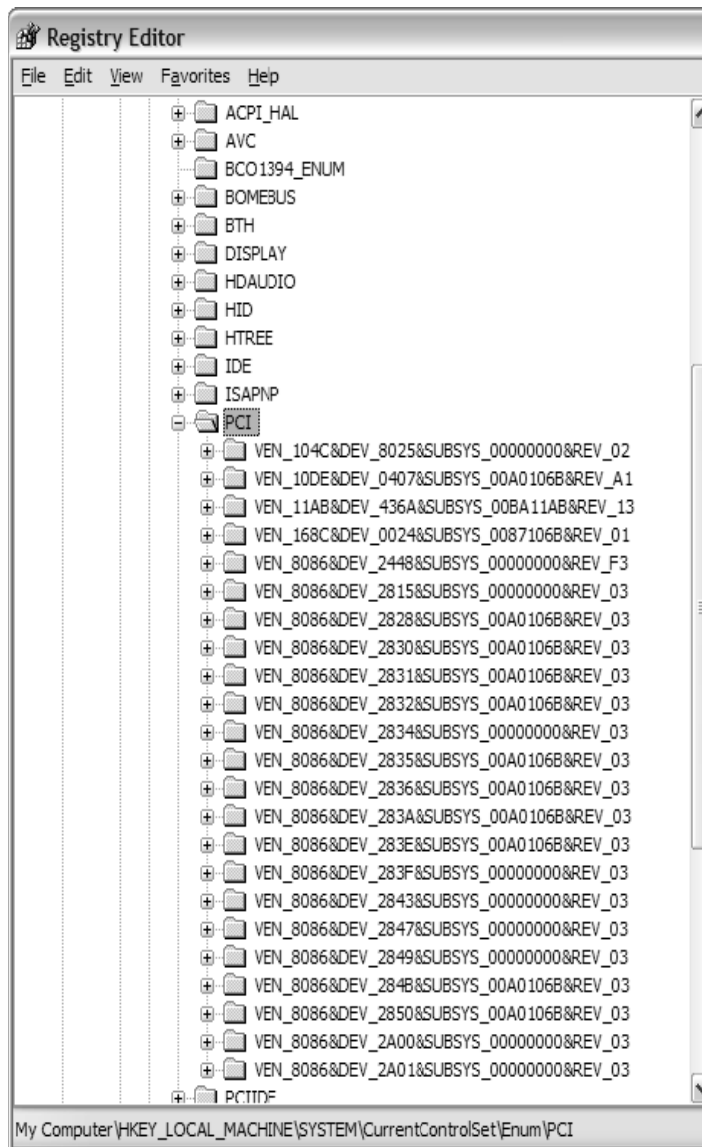 Registry Editor
File Edit View Favorites Help
ACPI_HAL
AVC
BCO1394_ENUM
BOMEBUS
BTH
DISPLAY
HDAUDIO
HID
HTREE
IDE
ISAPNP
PCI
VEN_104C&DEV_8025&SUBSYS_00000000&REV_02
VEN_10DE&DEV_0407&SUBSYS_00A0106B&REV_A1
VEN_11AB&DEV_436A&SUBSYS_00BA11AB&REV_13
VEN_168C&DEV_0024&SUBSYS_0087106B&REV_01
VEN_8086&DEV_2448&SUBSYS_00000000&REV_F3
VEN_8086&DEV_2815&SUBSYS_00000000&REV_03
VEN_8086&DEV_2828&SUBSYS_00A0106B&REV_03
VEN_8086&DEV_2830&SUBSYS_00A0106B&REV_03
VEN_8086&DEV_2831&SUBSYS_00A0106B&REV_03
VEN_8086&DEV_2832&SUBSYS_00A0106B&REV_03
VEN_8086&DEV_2834&SUBSYS_00000000&REV_03
VEN_8086&DEV_2835&SUBSYS_00A0106B&REV_03
VEN_8086&DEV_2836&SUBSYS_00A0106B&REV_03
VEN_8086&DEV_283A&SUBSYS_00A0106B&REV_03
VEN_8086&DEV_283E&SUBSYS_00A0106B&REV_03
VEN_8086&DEV_283F&SUBSYS_00000000&REV_03
VEN_8086&DEV_2843&SUBSYS_00000000&REV_03
VEN_8086&DEV_2847&SUBSYS_00000000&REV_03
VEN_8086&DEV_2849&SUBSYS_00000000&REV_03
VEN_8086&DEV_284B&SUBSYS_00A0106B&REV_03
VEN_8086&DEV_2850&SUBSYS_00A0106B&REV_03
VEN_8086&DEV_2A00&SUBSYS_00000000&REV_03
VEN_8086&DEV_2A01&SUBSYS_00000000&REV_03
PCIIDE
My Computer\HKEY_LOCAL_MACHINE\SYSTEM\CurrentControlSet\Enum\PCI